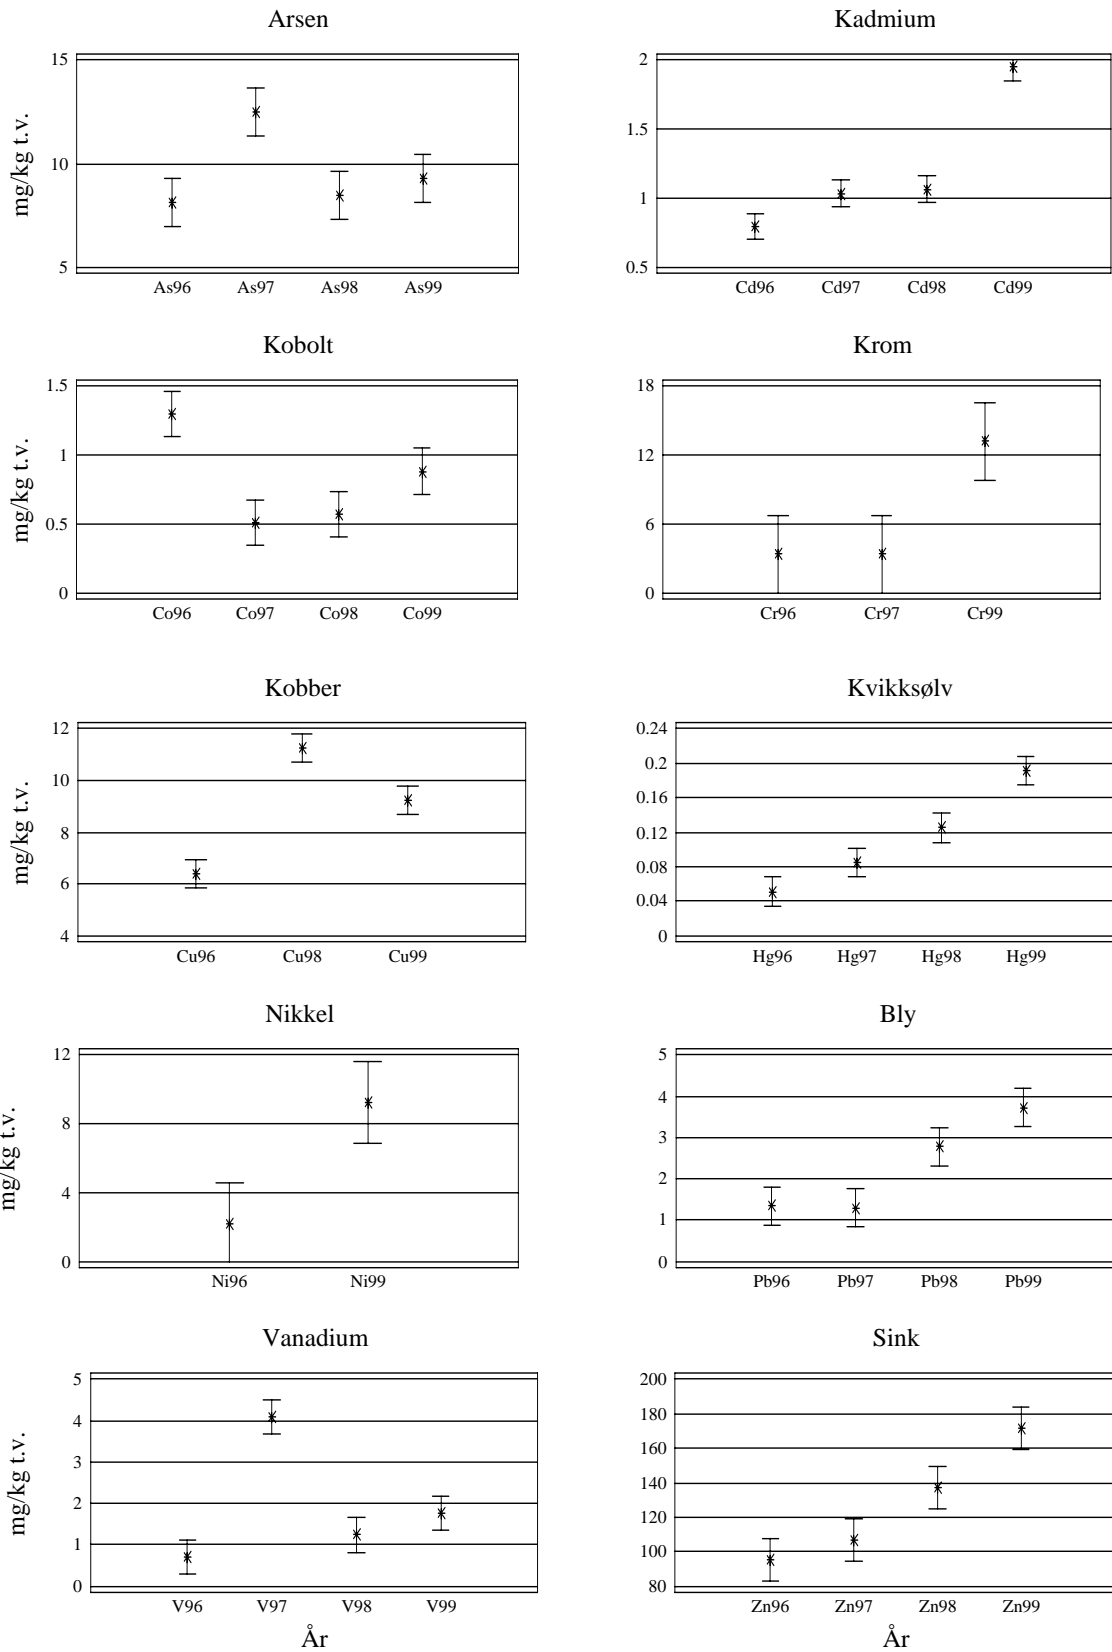 Arsen
15
10
5
mg/kg t.v.
As96 As97 As98 As99
Kadmium
2
1.5
1
0.5
Cd96 Cd97 Cd98 Cd99
Kobolt
1.5
1
0.5
0
mg/kg t.v.
Co96 Co97 Co98 Co99
Krom
18
12
6
0
Cr96 Cr97 Cr99
Kobber
12
10
8
6
4
mg/kg t.v.
Cu96 Cu98 Cu99
Kvikksølv
0.24
0.2
0.16
0.12
0.08
0.04
0
Hg96 Hg97 Hg98 Hg99
Nikkel
12
8
4
0
mg/kg t.v.
Ni96 Ni99
Bly
5
4
3
2
1
0
Pb96 Pb97 Pb98 Pb99
Vanadium
5
4
3
2
1
0
mg/kg t.v.
V96 V97 V98 V99
År
Sink
200
180
160
140
120
100
80
Zn96 Zn97 Zn98 Zn99
År